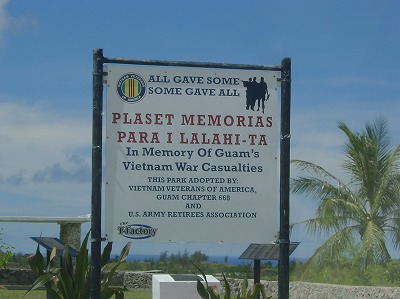 ALL GAVE SOME
SOME GAVE ALL
PLASET MEMORIAS
PARA I LALAHI-TA
In Memory Of Guam's
Vietnam War Casualties
THIS PARK ADOPTED BY:
VIETNAM VETERANS OF AMERICA,
GUAM CHAPTER 668
AND
U.S. ARMY RETIREES ASSOCIATION
T-Factory